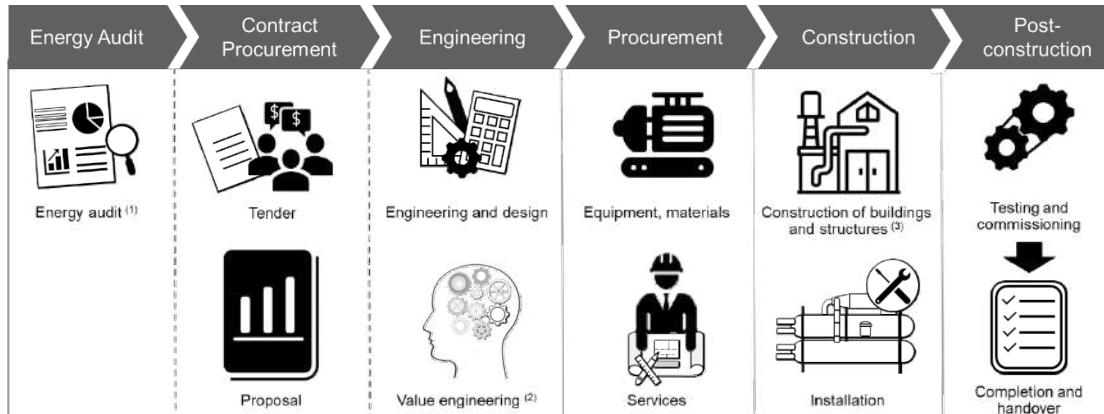 Energy Audit
Contract
Procurement
Engineering
Procurement
Construction
Post-
construction
Energy audit (1)
$ $
Tender
Engineering and design
Equipment, materials
Construction of buildings
and structures (3)
Testing and
commissioning
Proposal
Value engineering (2)
Services
Installation
Completion and
handover